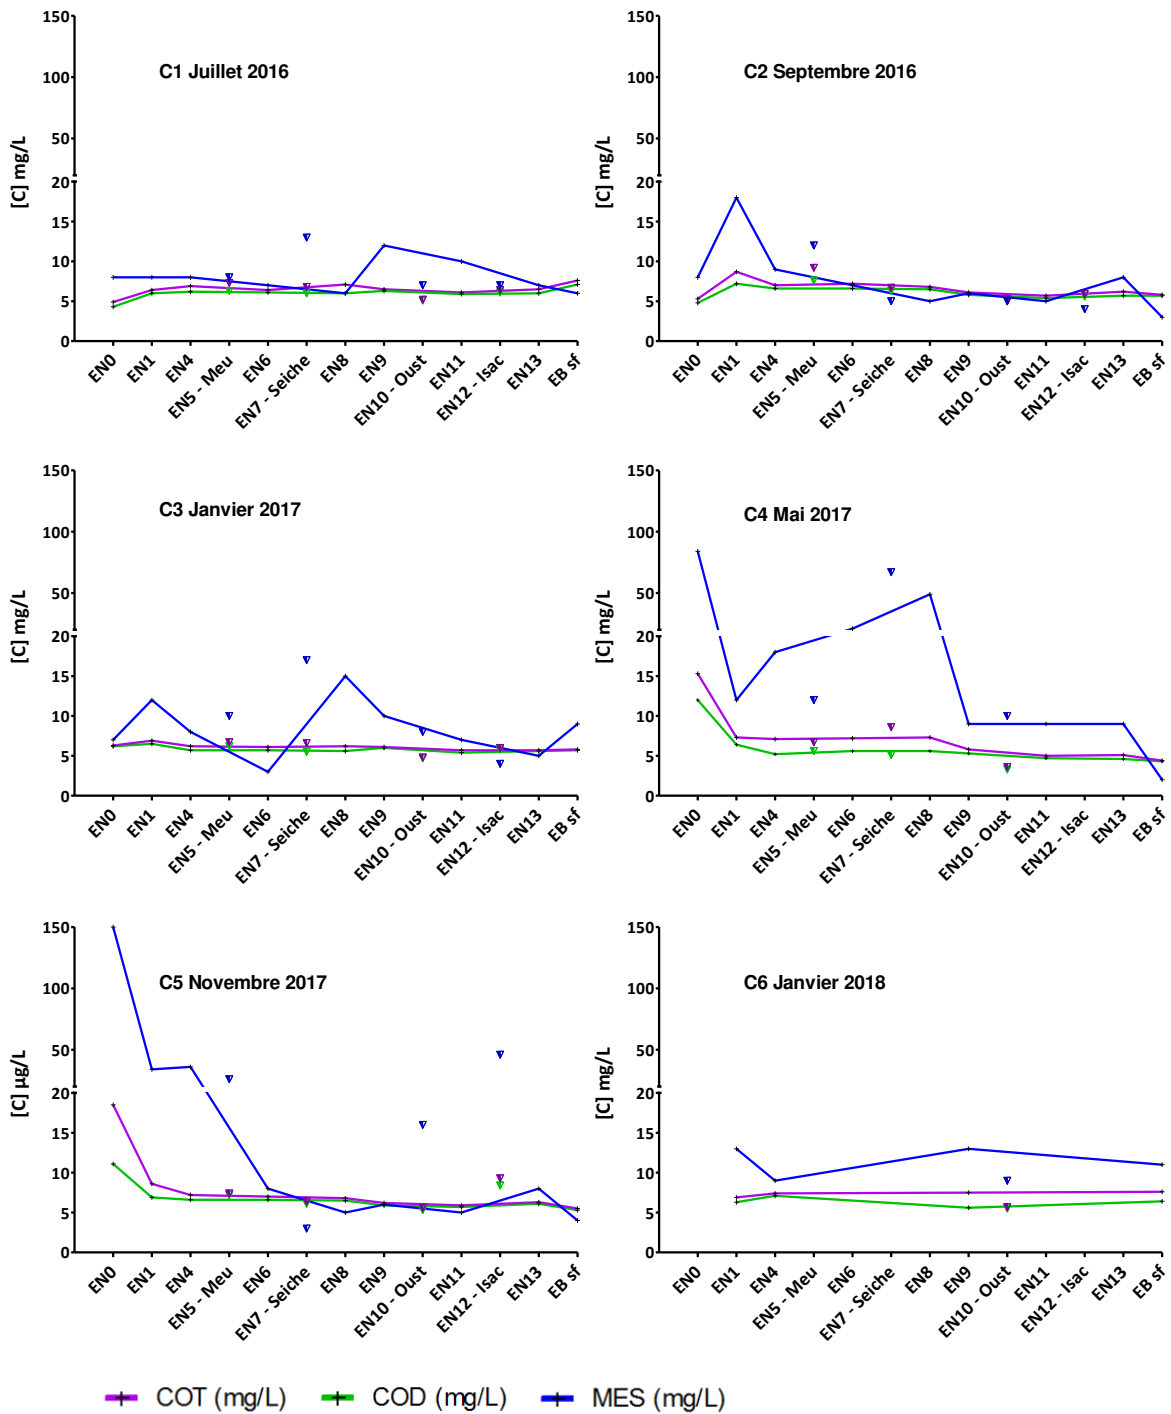 C1 Juillet 2016
[C] mg/L
150
100
50
20
15
10
5
0
EN0
EN1
EN4
EN5 - Meu
EN6
EN7 - Seiche
EN8
EN9
EN10 - Oust
EN11
EN12 - Isac
EN13
EB sf
C2 Septembre 2016
[C] mg/L
150
100
50
20
15
10
5
0
EN0
EN1
EN4
EN5 - Meu
EN6
EN7 - Seiche
EN8
EN9
EN10 - Oust
EN11
EN12 - Isac
EN13
EB sf
C3 Janvier 2017
[C] mg/L
150
100
50
20
15
10
5
0
EN0
EN1
EN4
EN5 - Meu
EN6
EN7 - Seiche
EN8
EN9
EN10 - Oust
EN11
EN12 - Isac
EN13
EB sf
C4 Mai 2017
[C] mg/L
150
100
50
20
15
10
5
0
EN0
EN1
EN4
EN5 - Meu
EN6
EN7 - Seiche
EN8
EN9
EN10 - Oust
EN11
EN12 - Isac
EN13
EB sf
C5 Novembre 2017
[C] µg/L
150
100
50
20
15
10
5
0
EN0
EN1
EN4
EN5 - Meu
EN6
EN7 - Seiche
EN8
EN9
EN10 - Oust
EN11
EN12 - Isac
EN13
EB sf
C6 Janvier 2018
[C] mg/L
150
100
50
20
15
10
5
0
EN0
EN1
EN4
EN5 - Meu
EN6
EN7 - Seiche
EN8
EN9
EN10 - Oust
EN11
EN12 - Isac
EN13
EB sf
COT (mg/L) COD (mg/L) MES (mg/L)